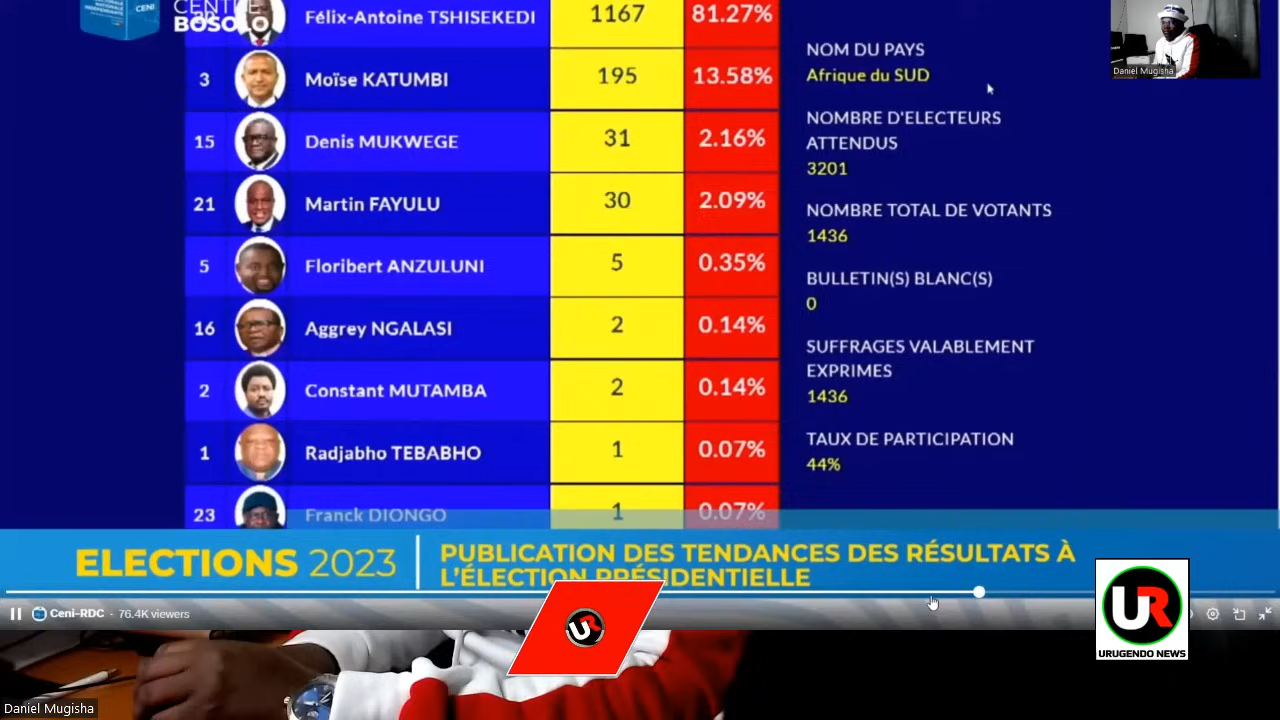 CENI
CENTRE
BOSOLO
Félix-Antoine TSHISEKEDI 1167 81.27%
3 Moïse KATUMBI 195 13.58%
15 Denis MUKWEGE 31 2.16%
21 Martin FAYULU 30 2.09%
5 Floribert ANZULUNI 5 0.35%
16 Aggrey NGALASI 2 0.14%
2 Constant MUTAMBA 2 0.14%
1 Radjabho TEBABHO 1 0.07%
23 Franck DIONGO 1 0.07%
NOM DU PAYS
Afrique du SUD
NOMBRE D'ELECTEURS
ATTENDUS
3201
NOMBRE TOTAL DE VOTANTS
1436
BULLETIN(S) BLANC(S)
0
SUFFRAGES VALABLEMENT
EXPRIMES
1436
TAUX DE PARTICIPATION
44%
Daniel Mugisha
ELECTIONS 2023
PUBLICATION DES TENDANCES DES RÉSULTATS À
L'ÉLECTION PRÉSIDENTIELLE
Ceni-RDC · 76.4K viewers
UR
UR
URUGENDO NEWS
Daniel Mugisha